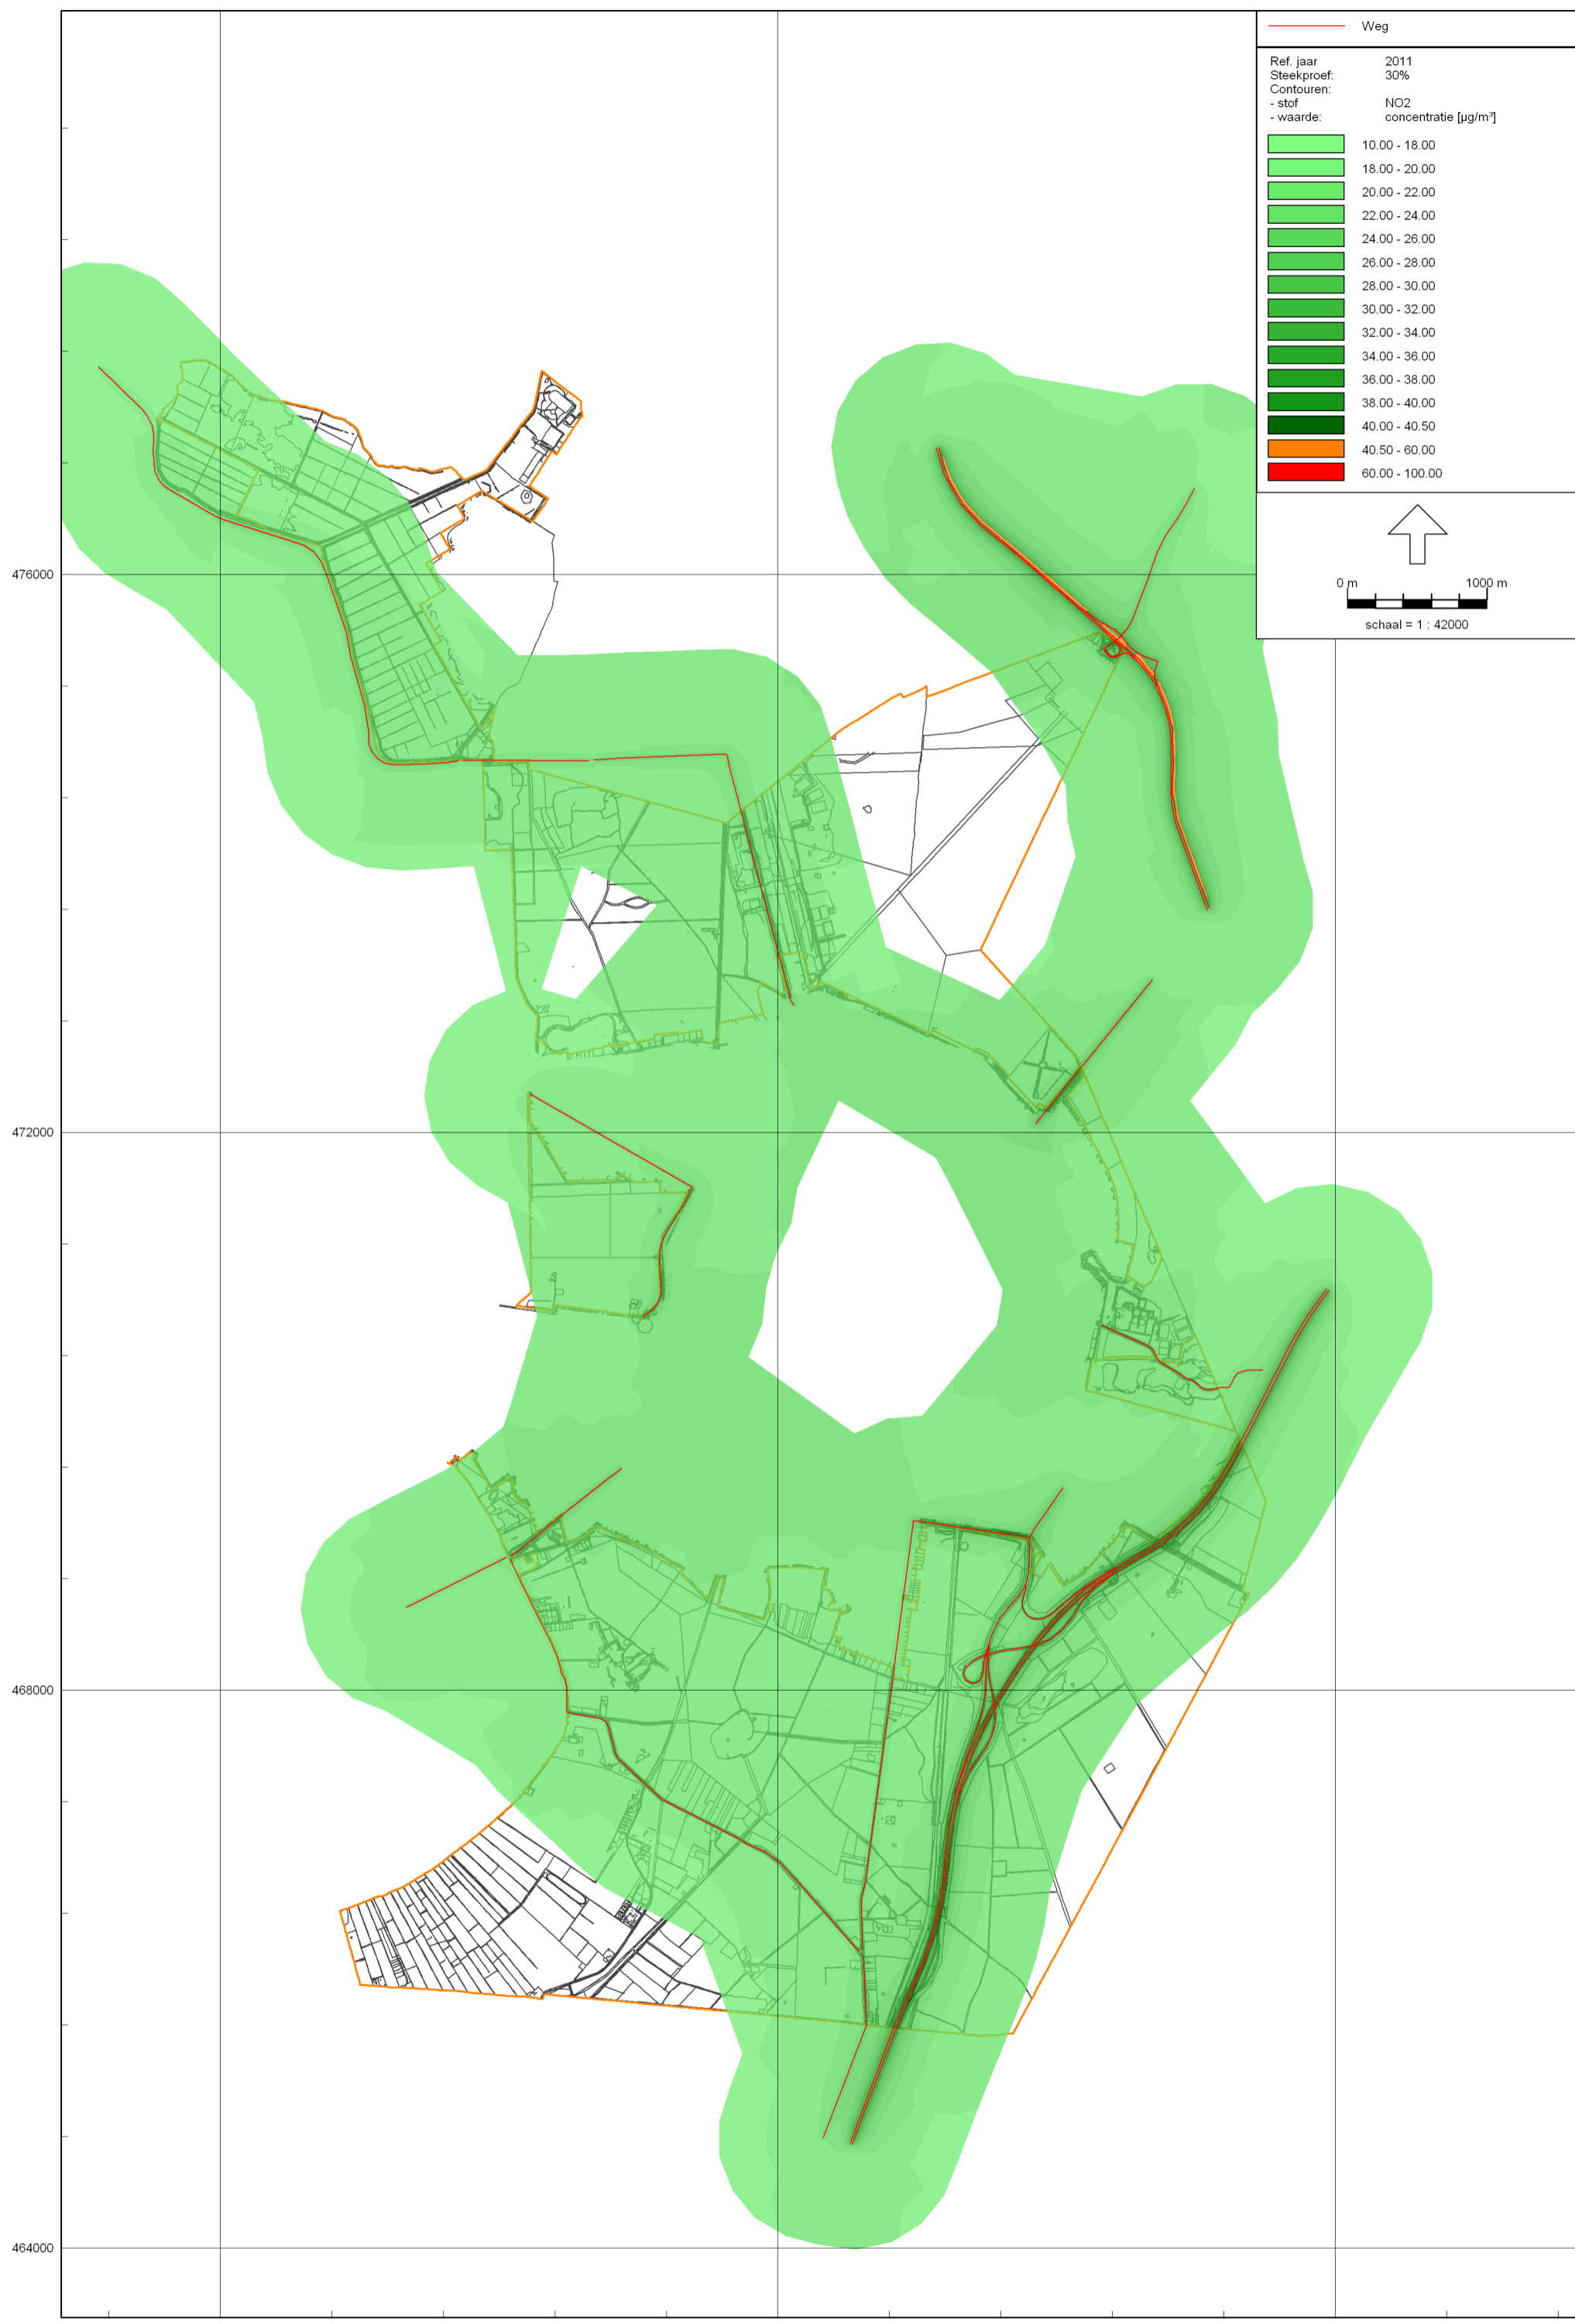 Weg
Ref. jaar 2011
Steekproef: 30%
Contouren:
- stof NO2
- waarde: concentratie [µg/m³]
10.00 - 18.00
18.00 - 20.00
20.00 - 22.00
22.00 - 24.00
24.00 - 26.00
26.00 - 28.00
28.00 - 30.00
30.00 - 32.00
32.00 - 34.00
34.00 - 36.00
36.00 - 38.00
38.00 - 40.00
40.00 - 40.50
40.50 - 60.00
60.00 - 100.00
0 m 1000 m
schaal = 1 : 42000
476000
472000
468000
464000